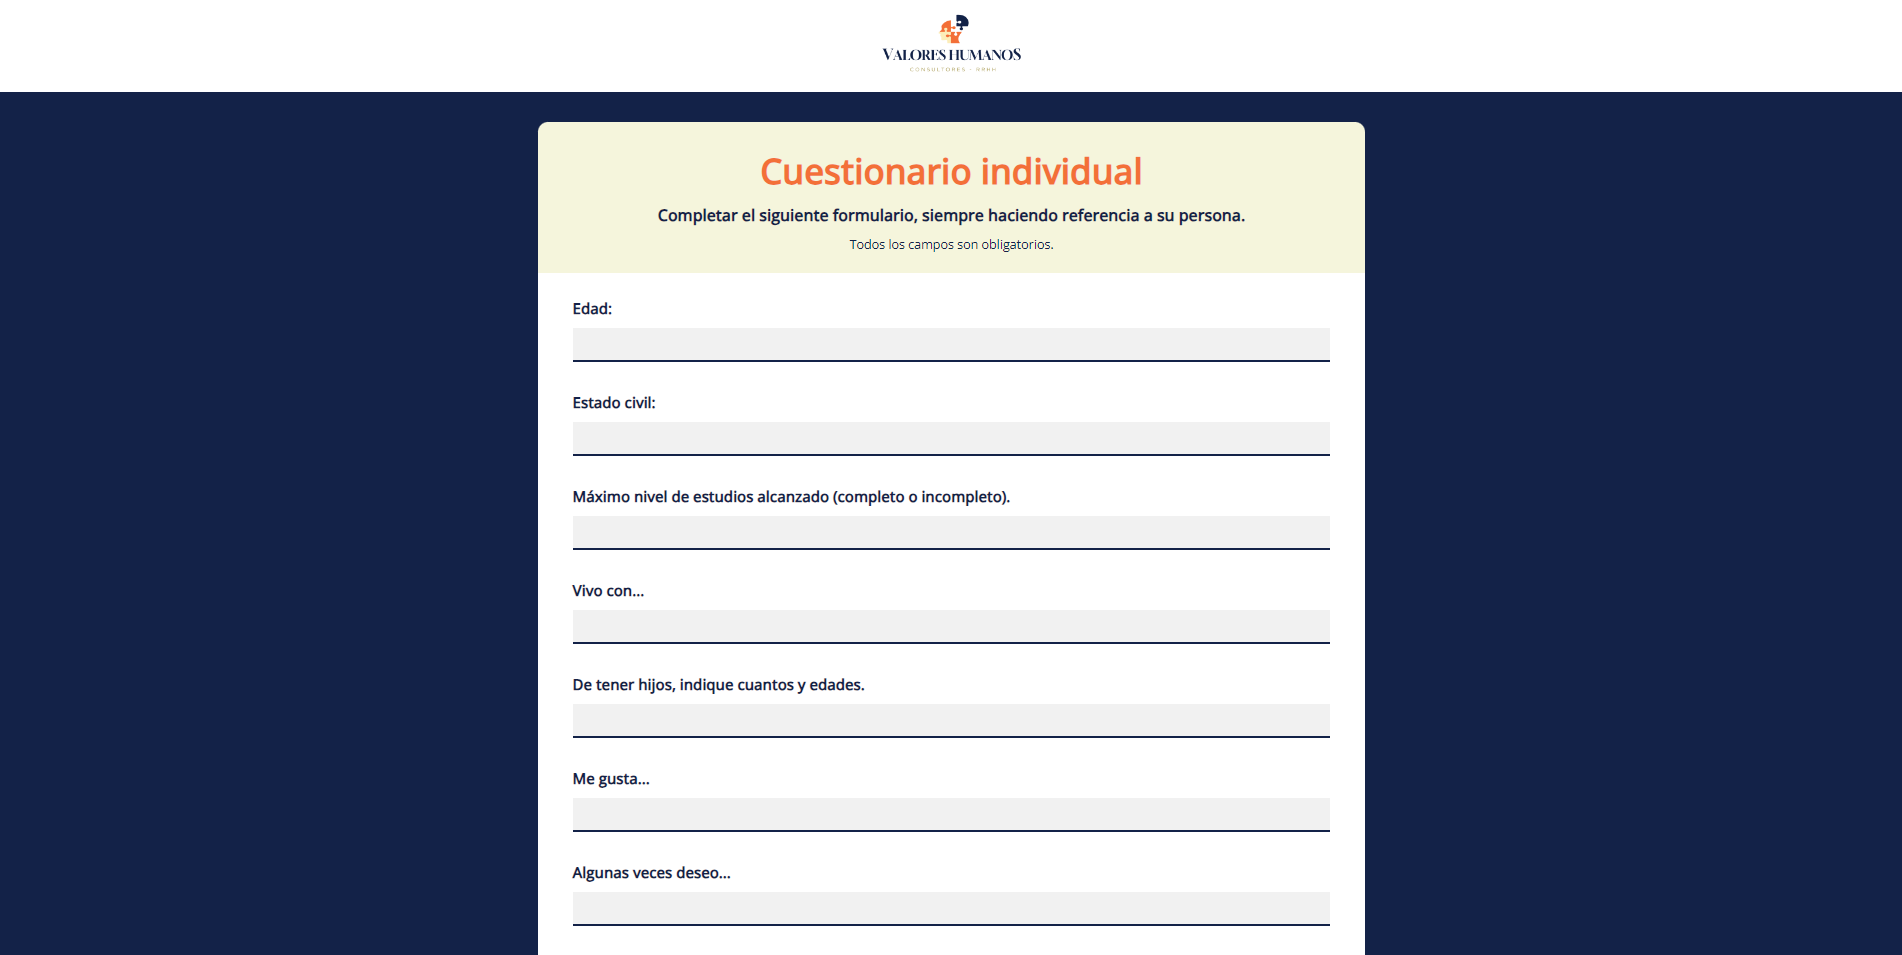 VALORES HUMANOS
CONSULTORES - RRHH
Cuestionario individual
Completar el siguiente formulario, siempre haciendo referencia a su persona.
Todos los campos son obligatorios.
Edad:
Estado civil:
Máximo nivel de estudios alcanzado (completo o incompleto).
Vivo con...
De tener hijos, indique cuantos y edades.
Me gusta...
Algunas veces deseo...